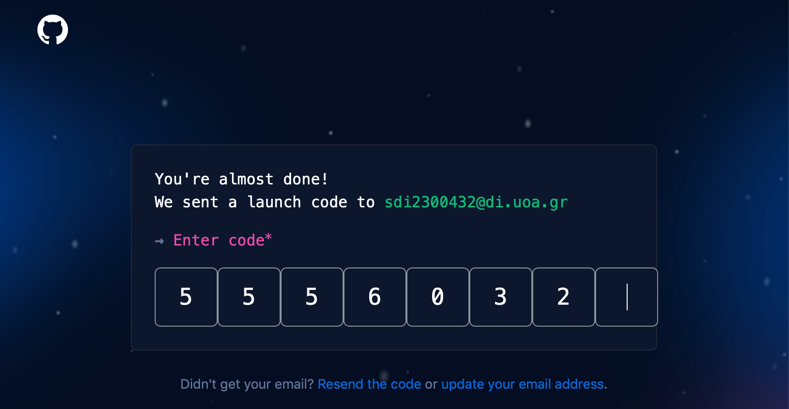 You're almost done!
We sent a launch code to sdi2300432@di.uoa.gr
→ Enter code*
5 5 5 6 0 3 2
Didn't get your email? Resend the code or update your email address.